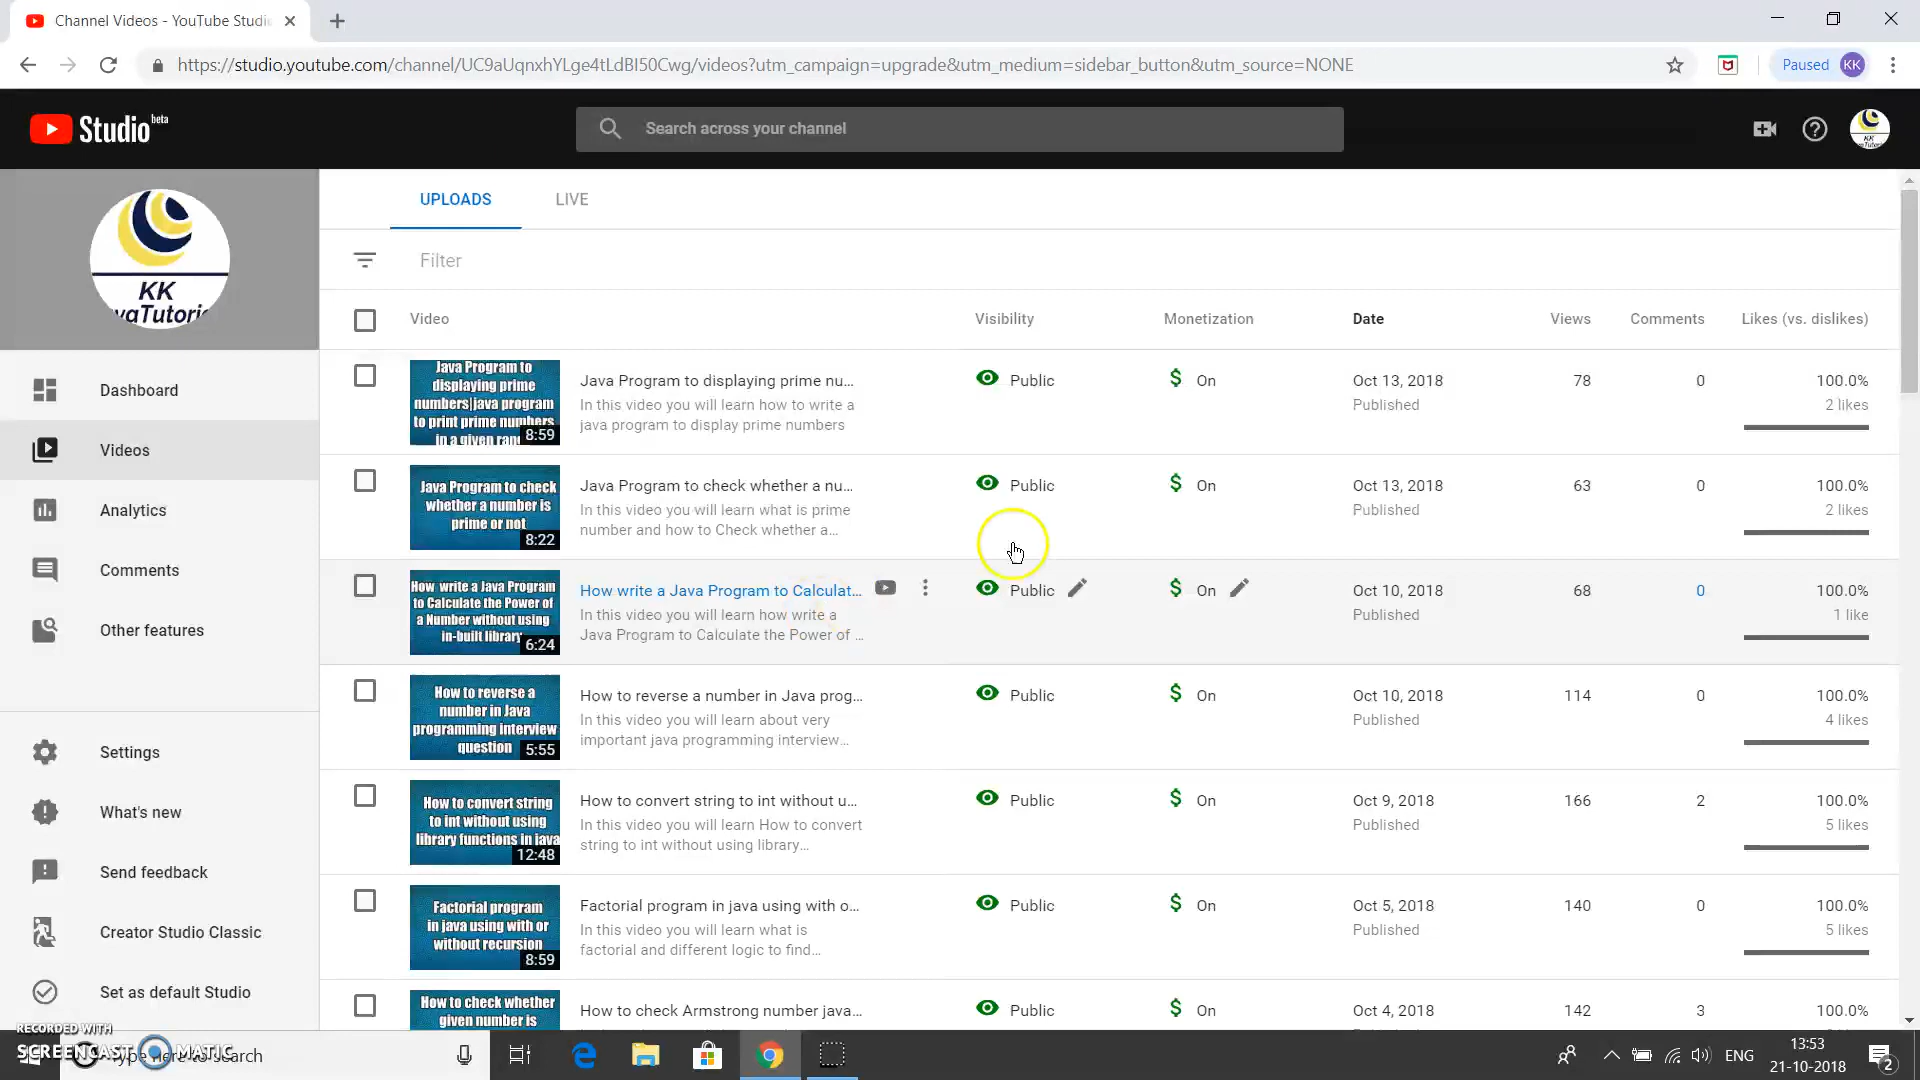 Channel Videos - YouTube Studi
https://studio.youtube.com/channel/UC9aUqnxhYLge4tLdBI50Cwg/videos?utm_campaign=upgrade&utm_medium=sidebar_button&utm_source=NONE
Paused KK
Studio beta
Search across your channel
KK
UPLOADS LIVE
KK
Filter
Video Visibility Monetization Date Views Comments Likes (vs. dislikes)
Java Program to
displaying prime
numbers||java program
to print prime numbers
in a given
8:59
Java Program to displaying prime nu...
In this video you will learn how to write a
java program to display prime numbers
Public
$ On
Oct 13, 2018
Published
78
0
100.0%
2 likes
Java Program to check
whether a number is
prime or not
8:22
Java Program to check whether a nu...
In this video you will learn what is prime
number and how to Check whether a...
Public
$ On
Oct 13, 2018
Published
63
0
100.0%
2 likes
How write a Java Program
to Calculate the Power of
a Number without using
in-built library
6:24
How write a Java Program to Calculat...
In this video you will learn how write a
Java Program to Calculate the Power of ...
Public
$ On
Oct 10, 2018
Published
68
0
100.0%
1 like
How to reverse a
number in Java
programming interview
question
5:55
How to reverse a number in Java prog...
In this video you will learn about very
important java programming interview...
Public
$ On
Oct 10, 2018
Published
114
0
100.0%
4 likes
How to convert string
to int without using
library functions in java
12:48
How to convert string to int without u...
In this video you will learn How to convert
string to int without using library...
Public
$ On
Oct 9, 2018
Published
166
2
100.0%
5 likes
Factorial program
in java using with or
without recursion
8:59
Factorial program in java using with o...
In this video you will learn what is
factorial and different logic to find...
Public
$ On
Oct 5, 2018
Published
140
0
100.0%
5 likes
How to check whether
given number is
How to check Armstrong number java...
Public
$ On
Oct 4, 2018
142
3
100.0%
Dashboard
Videos
Analytics
Comments
Other features
Settings
What's new
Send feedback
Creator Studio Classic
Set as default Studio
RECORDED WITH
SCREENCAST MATIC
Type here to search
ENG
13:53
21-10-2018
2